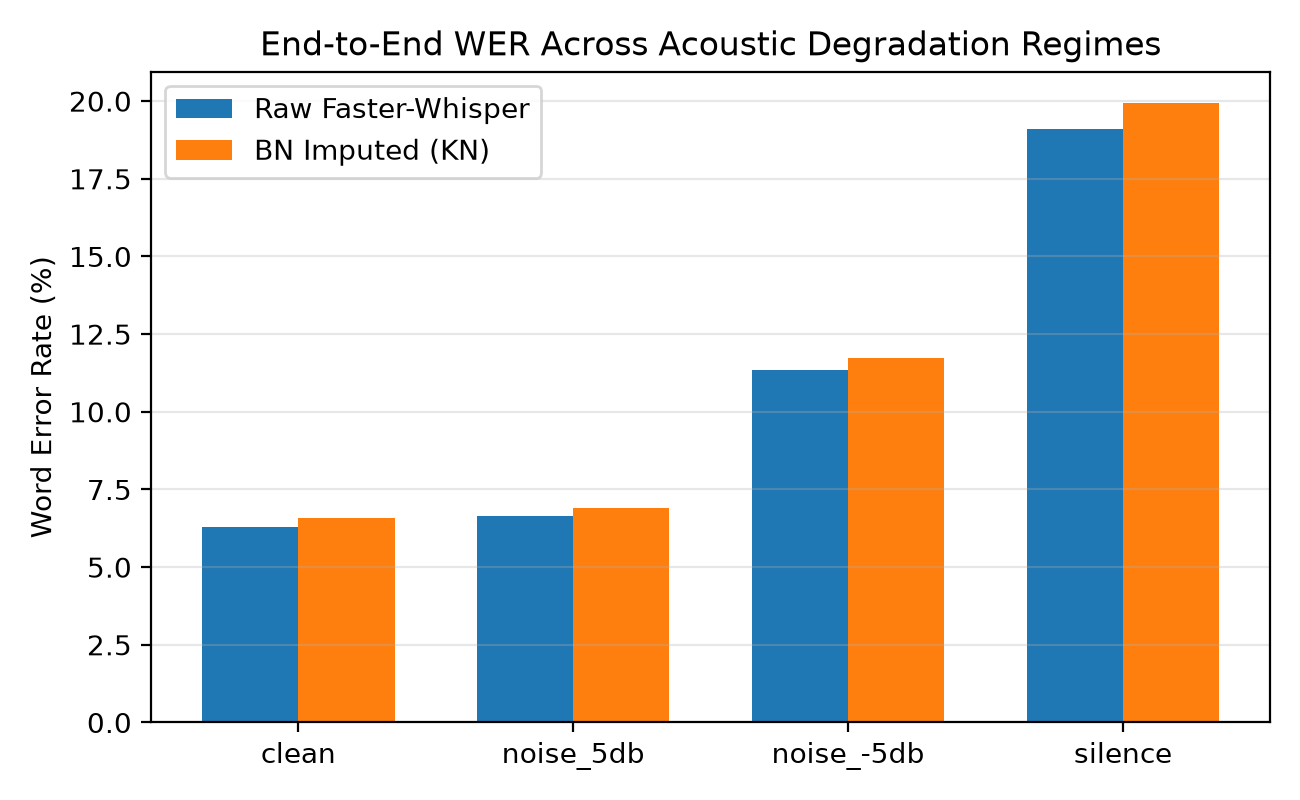 End-to-End WER Across Acoustic Degradation Regimes
Raw Faster-Whisper
BN Imputed (KN)
Word Error Rate (%)
20.0
17.5
15.0
12.5
10.0
7.5
5.0
2.5
0.0
clean noise_5db noise_-5db silence